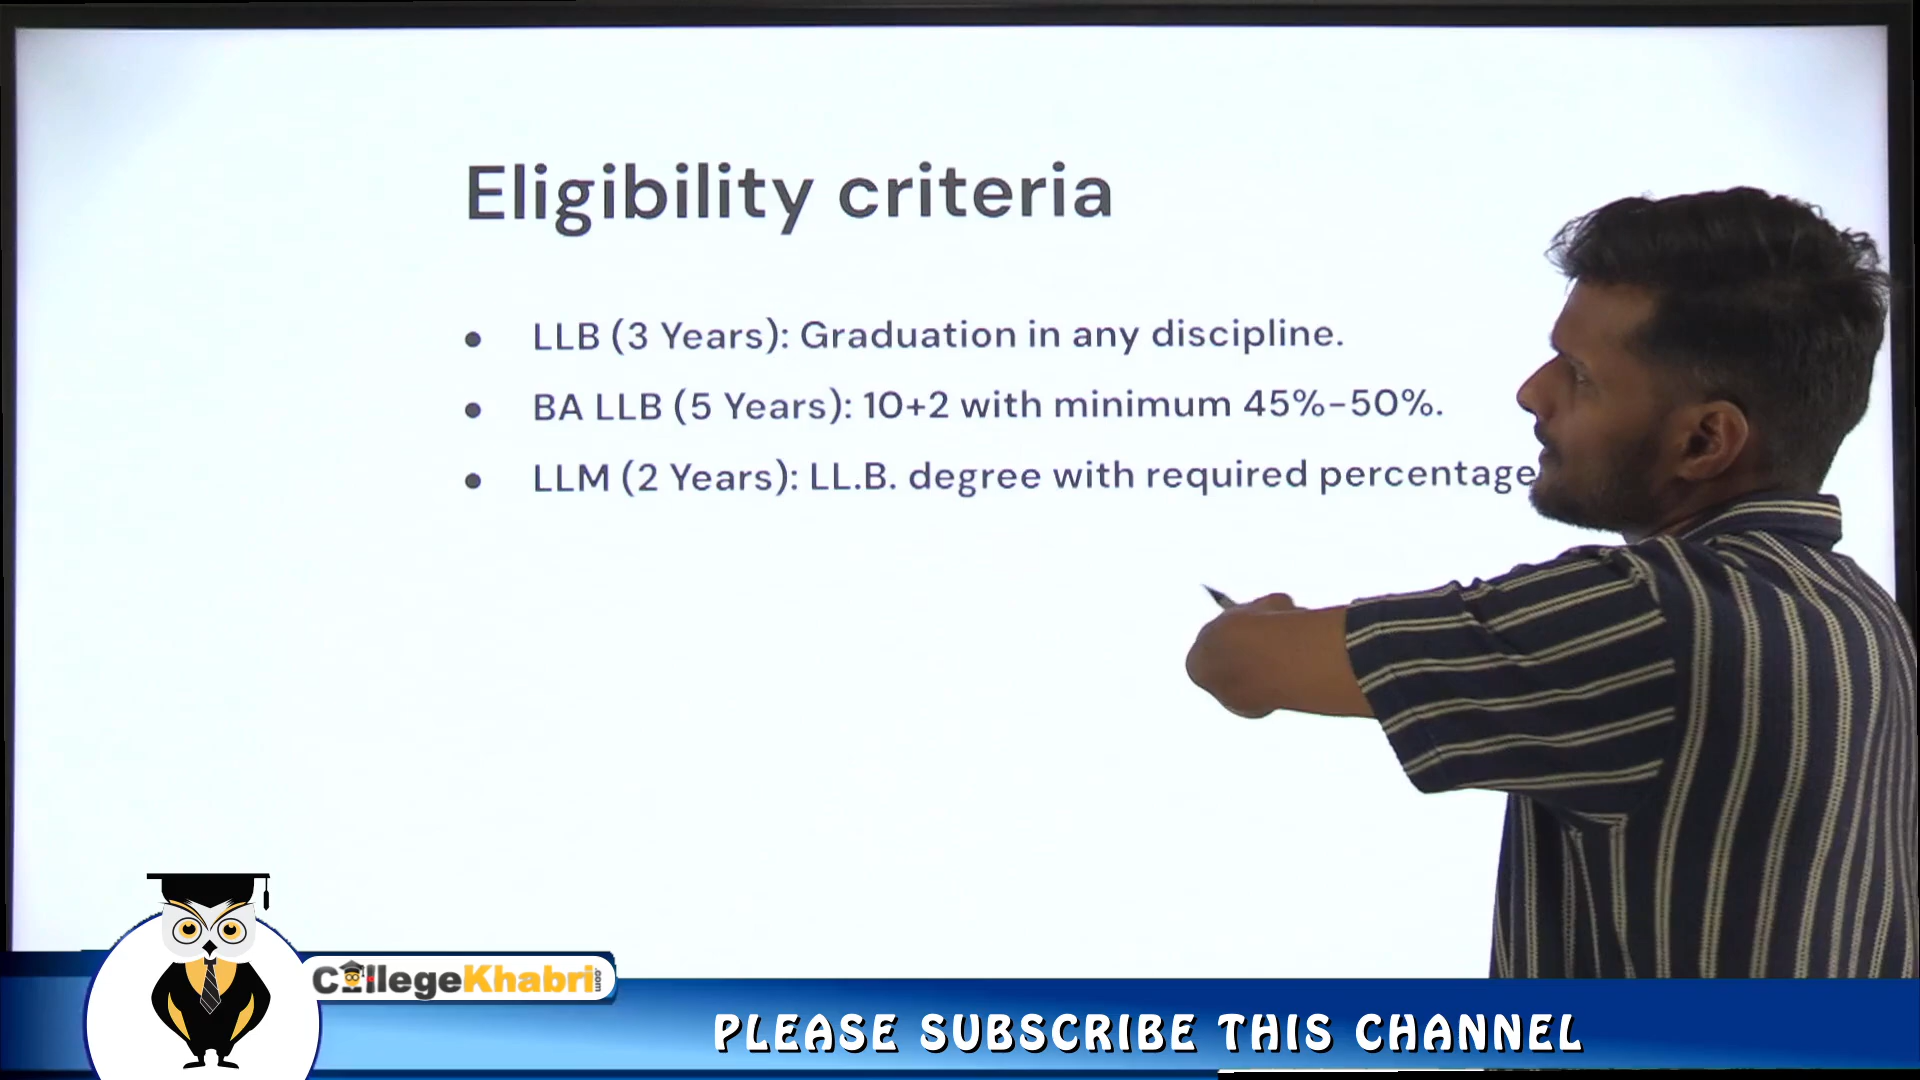 Eligibility criteria
● LLB (3 Years): Graduation in any discipline.
● BA LLB (5 Years): 10+2 with minimum 45%-50%.
● LLM (2 Years): LL.B. degree with required percentage
CollegeKhabri.com
PLEASE SUBSCRIBE THIS CHANNEL